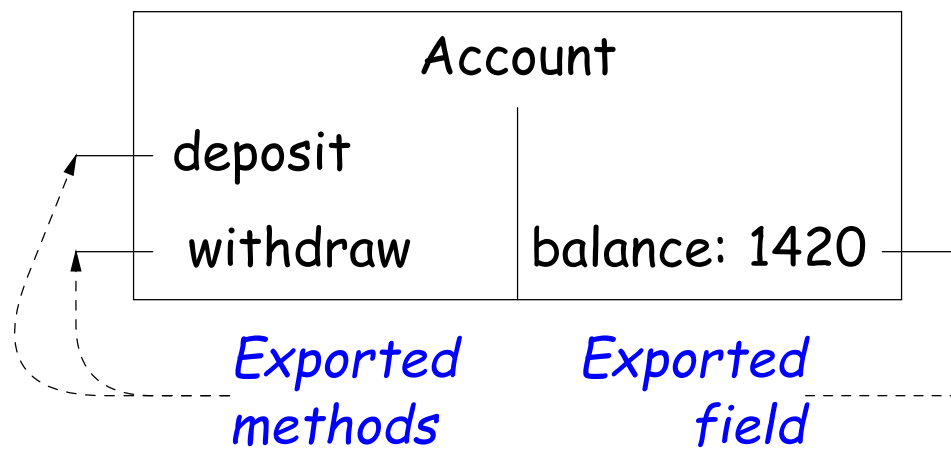 Account
deposit
withdraw
balance: 1420
Exported
methods
Exported
field